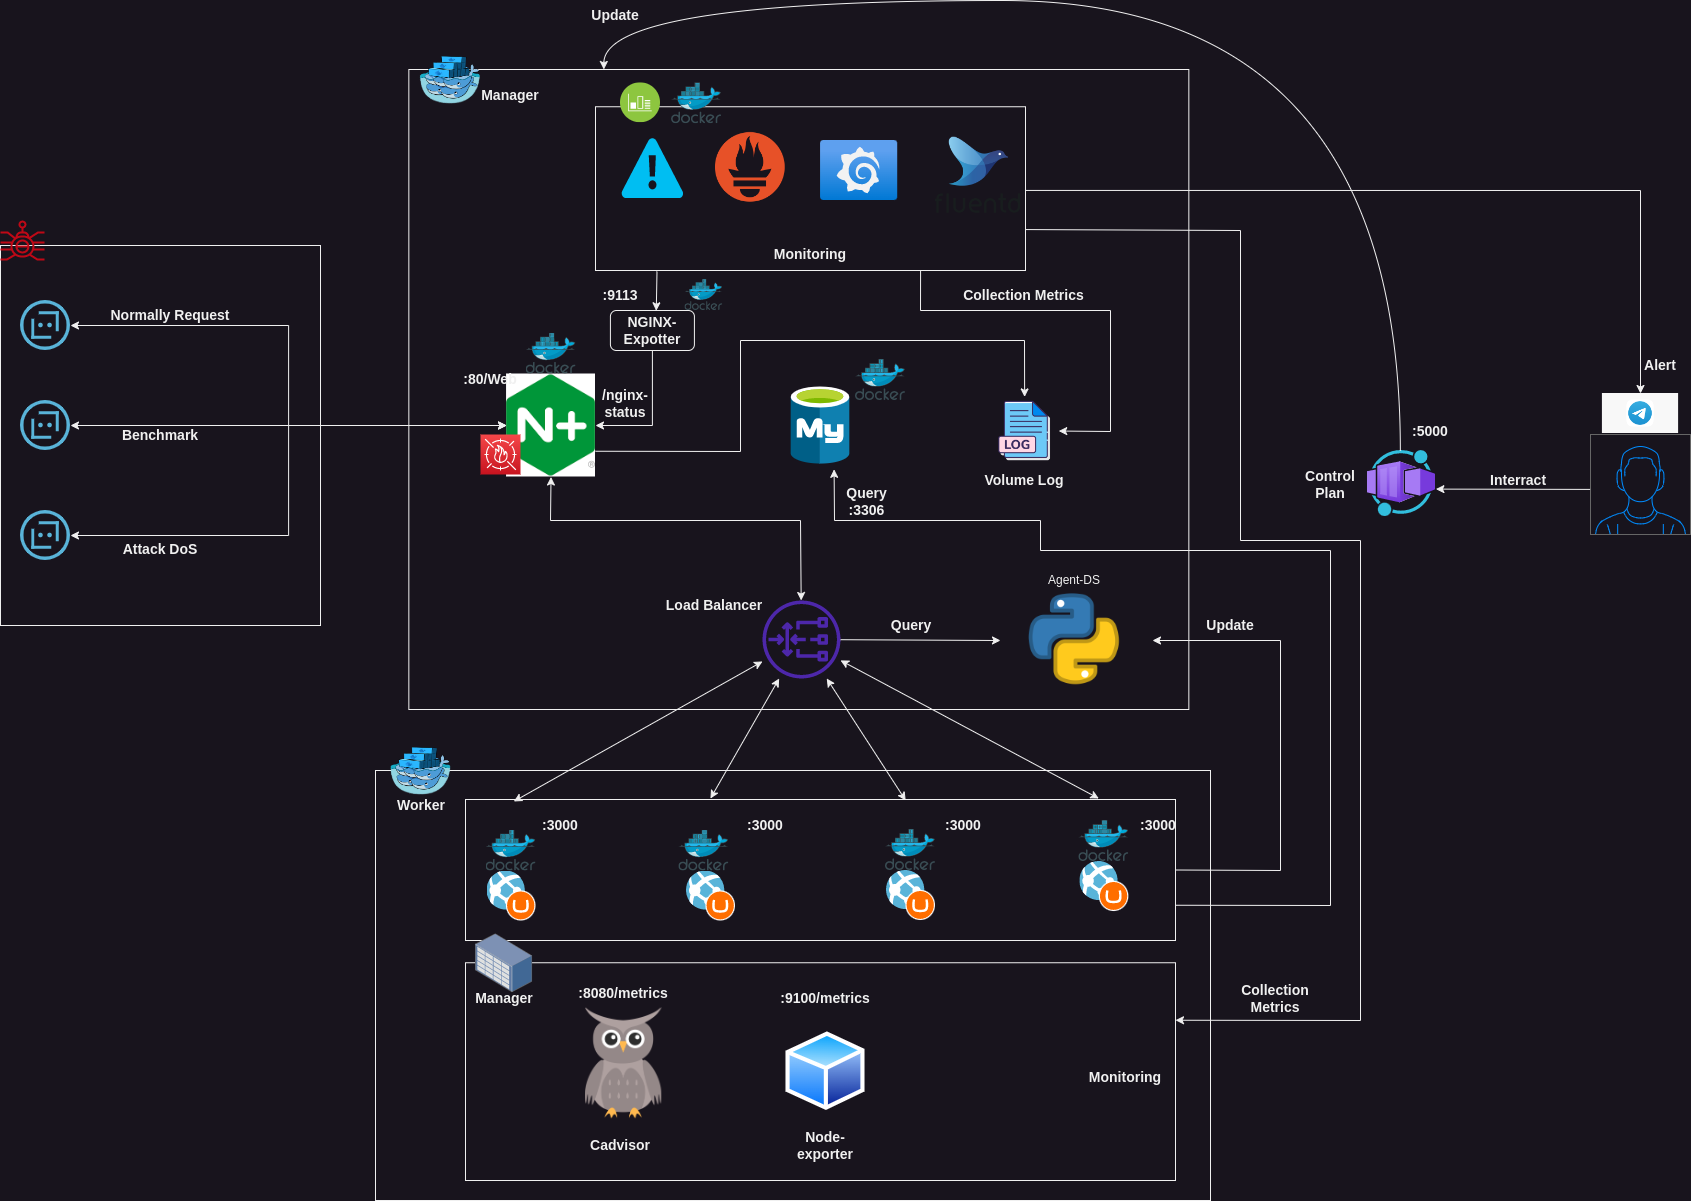 Update
Manager
docker
fluentd
Monitoring
:9113
docker
NGINX-
Expotter
Collection Metrics
Normally Request
docker
:80/Web
/nginx-
status
N+
®
docker
My
LOG
Volume Log
Alert
:5000
Control
Plan
Interract
Benchmark
Attack DoS
Query
:3306
Agent-DS
Load Balancer
Query
Update
Worker
:3000
:3000
:3000
:3000
docker
docker
docker
docker
Manager
:8080/metrics
:9100/metrics
Collection
Metrics
Monitoring
Cadvisor
Node-
exporter